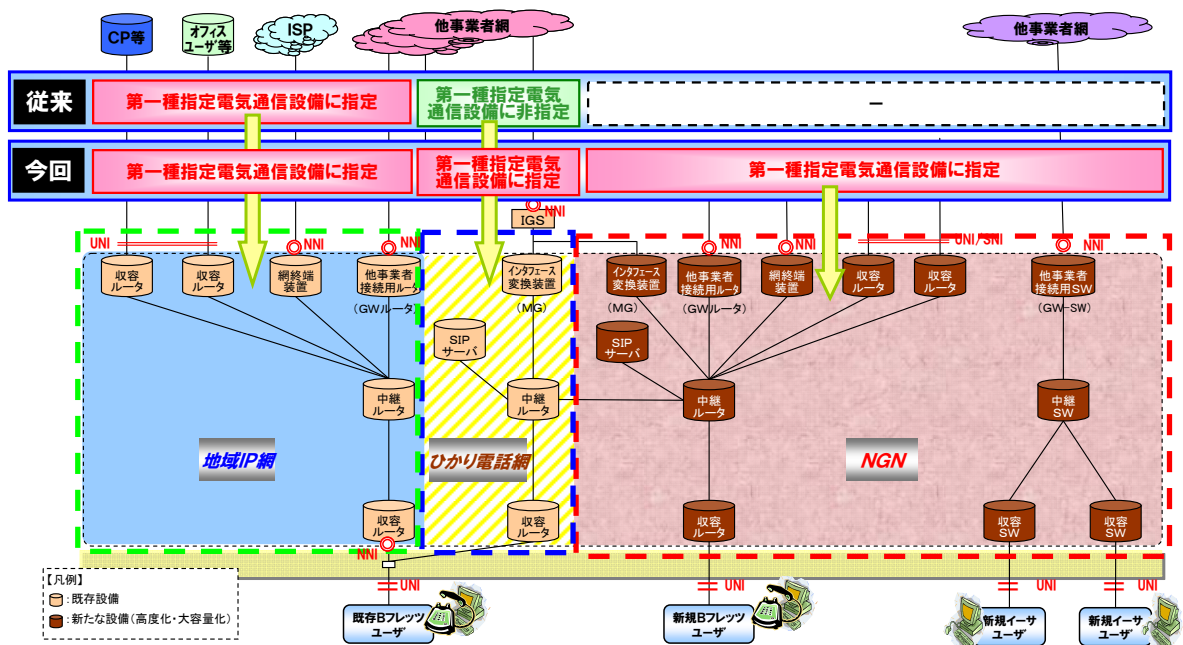 CP等
オフィス
ユーザ等
ISP
他事業者網
他事業者網
従来
第一種指定電気通信設備に指定
第一種指定電気
通信設備に非指定
－
今回
第一種指定電気通信設備に指定
第一種指定電気
通信設備に指定
第一種指定電気通信設備に指定
NNI
IGS
UNI
NNI
NNI
NNI
NNI
UNI/SNI
NNI
収容
ルータ
収容
ルータ
網終端
装置
他事業者
接続用ルータ
(GWルータ)
インタフェース
変換装置
(MG)
インタフェース
変換装置
(MG)
他事業者
接続用ルータ
(GWルータ)
網終端
装置
収容
ルータ
収容
ルータ
他事業者
接続用SW
(GW-SW)
SIP
サーバ
SIP
サーバ
中継
ルータ
中継
ルータ
中継
ルータ
中継
SW
地域IP網
ひかり電話網
NGN
収容
ルータ
収容
ルータ
収容
ルータ
収容
SW
収容
SW
NNI
UNI
UNI
UNI
UNI
【凡例】
：既存設備
：新たな設備(高度化・大容量化)
既存Bフレッツ
ユーザ
新規Bフレッツ
ユーザ
新規イーサ
ユーザ
新規イーサ
ユーザ